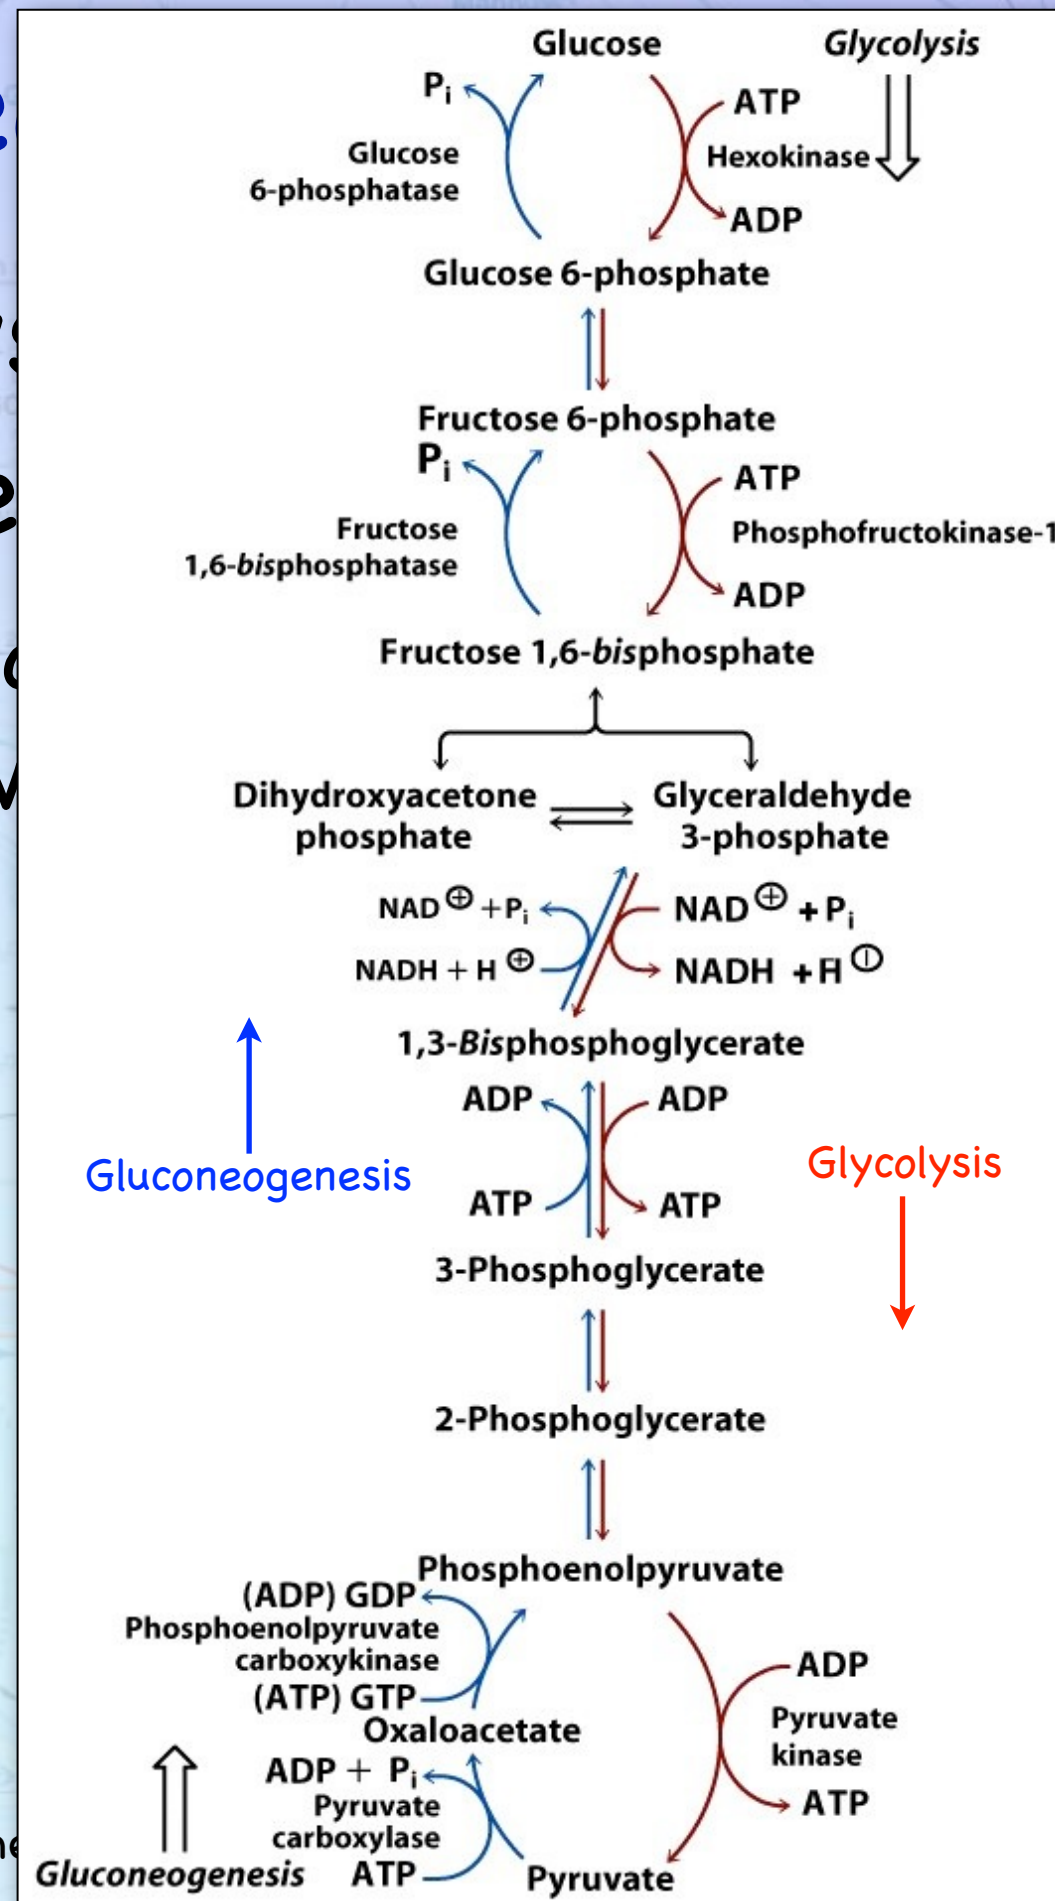 Glucose
Glycolysis
Pi
ATP
Glucose
6-phosphatase
Hexokinase
ADP
Glucose 6-phosphate
Fructose 6-phosphate
Pi
ATP
Fructose
1,6-bisphosphatase
Phosphofructokinase-1
ADP
Fructose 1,6-bisphosphate
Dihydroxyacetone
phosphate
Glyceraldehyde
3-phosphate
NAD⊕ +Pi
NAD⊕ + Pi
NADH + H⊕
NADH + H
1,3-Bisphosphoglycerate
ADP
ADP
Gluconeogenesis
Glycolysis
ATP
ATP
3-Phosphoglycerate
2-Phosphoglycerate
Phosphoenolpyruvate
(ADP) GDP
Phosphoenolpyruvate
carboxykinase
(ATP) GTP
ADP
Pyruvate
kinase
ATP
Oxaloacetate
ADP + Pi
Pyruvate
carboxylase
ATP
Gluconeogenesis
Pyruvate